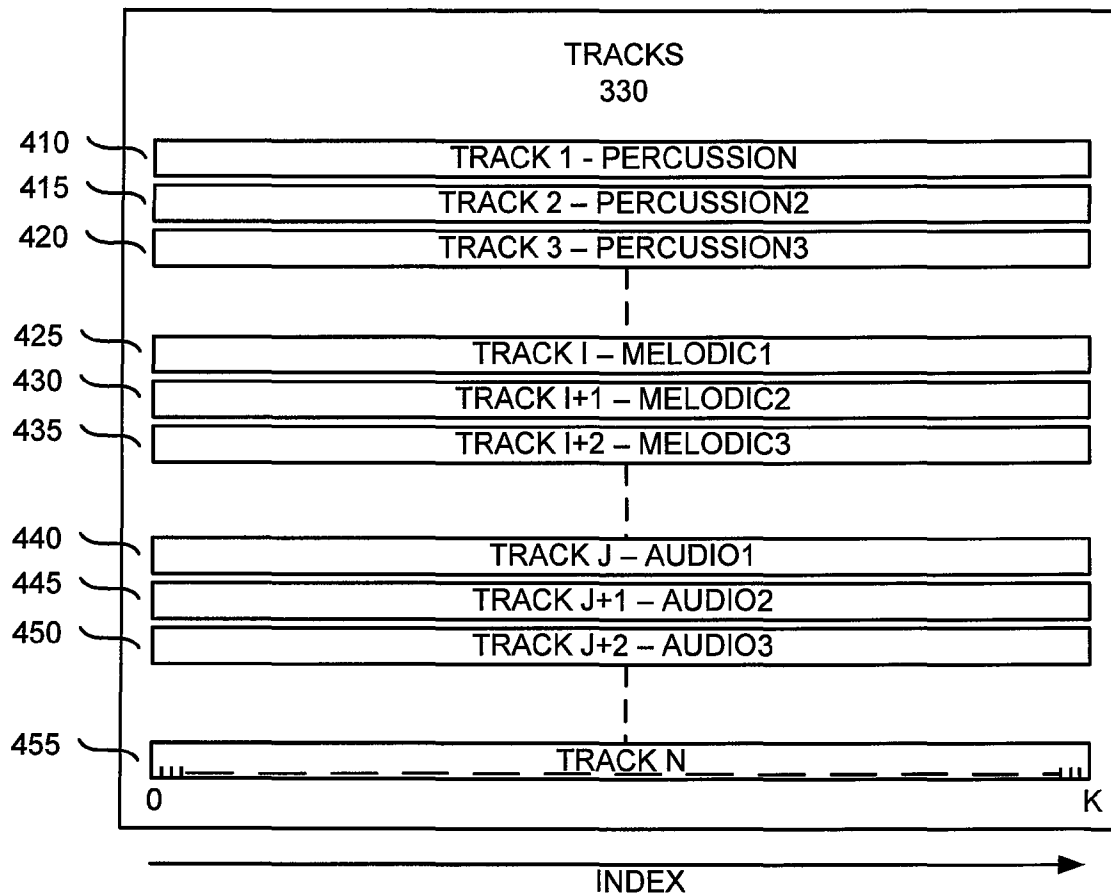 TRACKS
330
410 TRACK 1 - PERCUSSION
415 TRACK 2 – PERCUSSION2
420 TRACK 3 – PERCUSSION3
425 TRACK I – MELODIC1
430 TRACK I+1 – MELODIC2
435 TRACK I+2 – MELODIC3
440 TRACK J – AUDIO1
445 TRACK J+1 – AUDIO2
450 TRACK J+2 – AUDIO3
455 TRACK N
0 K
INDEX